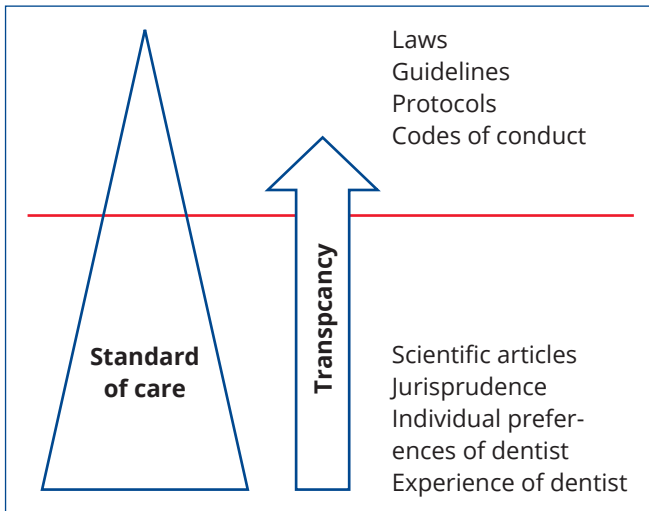 Laws
Guidelines
Protocols
Codes of conduct
Standard
of care
Transpcancy
Scientific articles
Jurisprudence
Individual prefer-
ences of dentist
Experience of dentist